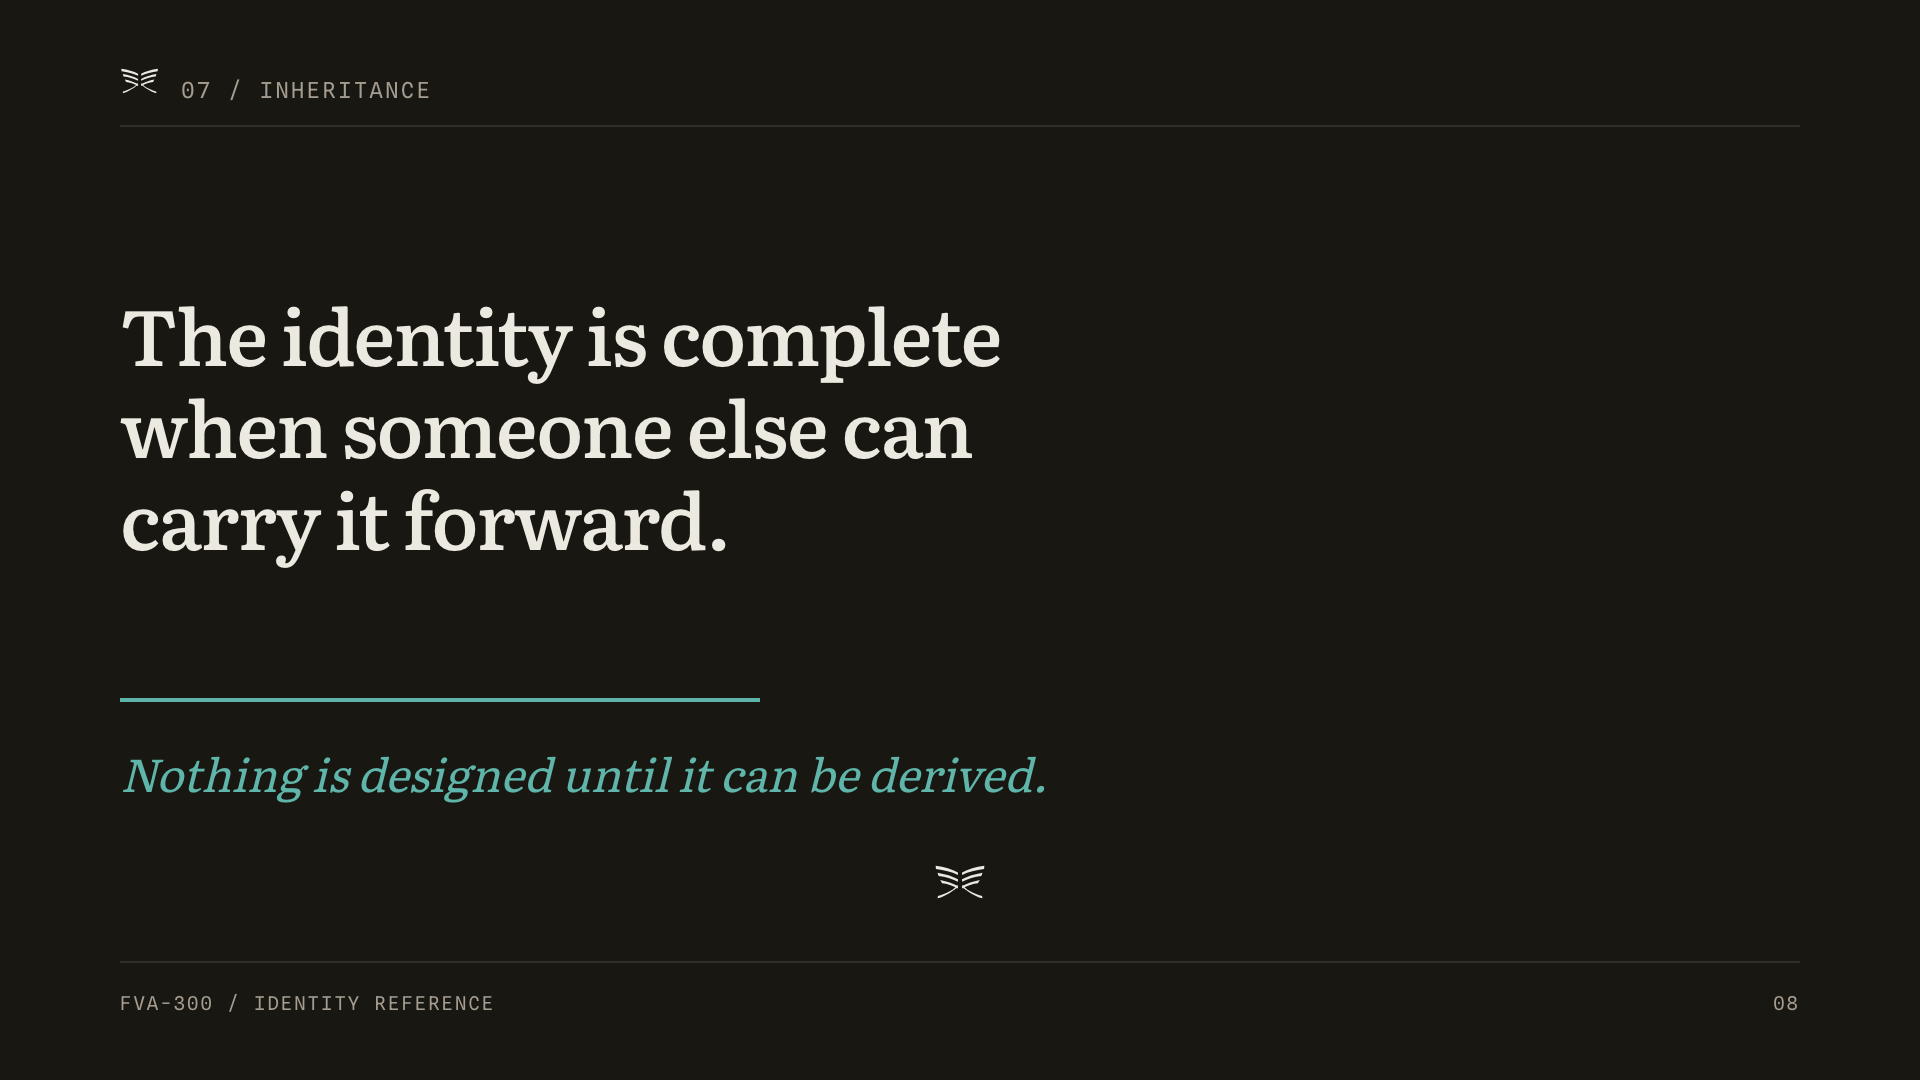 07 / INHERITANCE
The identity is complete
when someone else can
carry it forward.
Nothing is designed until it can be derived.
FVA-300 / IDENTITY REFERENCE
08